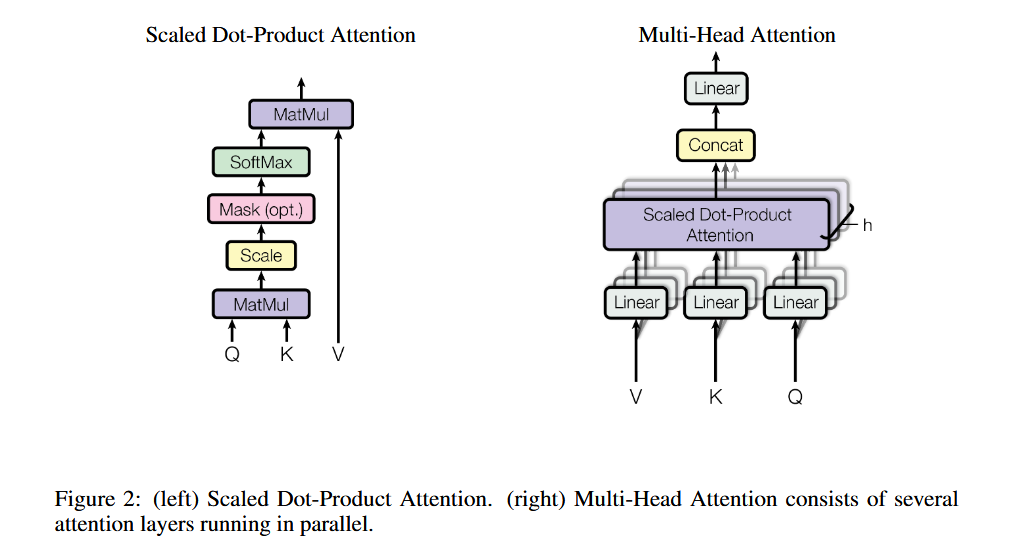 Scaled Dot-Product Attention
MatMul
SoftMax
Mask (opt.)
Scale
MatMul
Q K V
Multi-Head Attention
Linear
Concat
Scaled Dot-Product
Attention
h
Linear Linear Linear
V K Q
Figure 2: (left) Scaled Dot-Product Attention. (right) Multi-Head Attention consists of several
attention layers running in parallel.